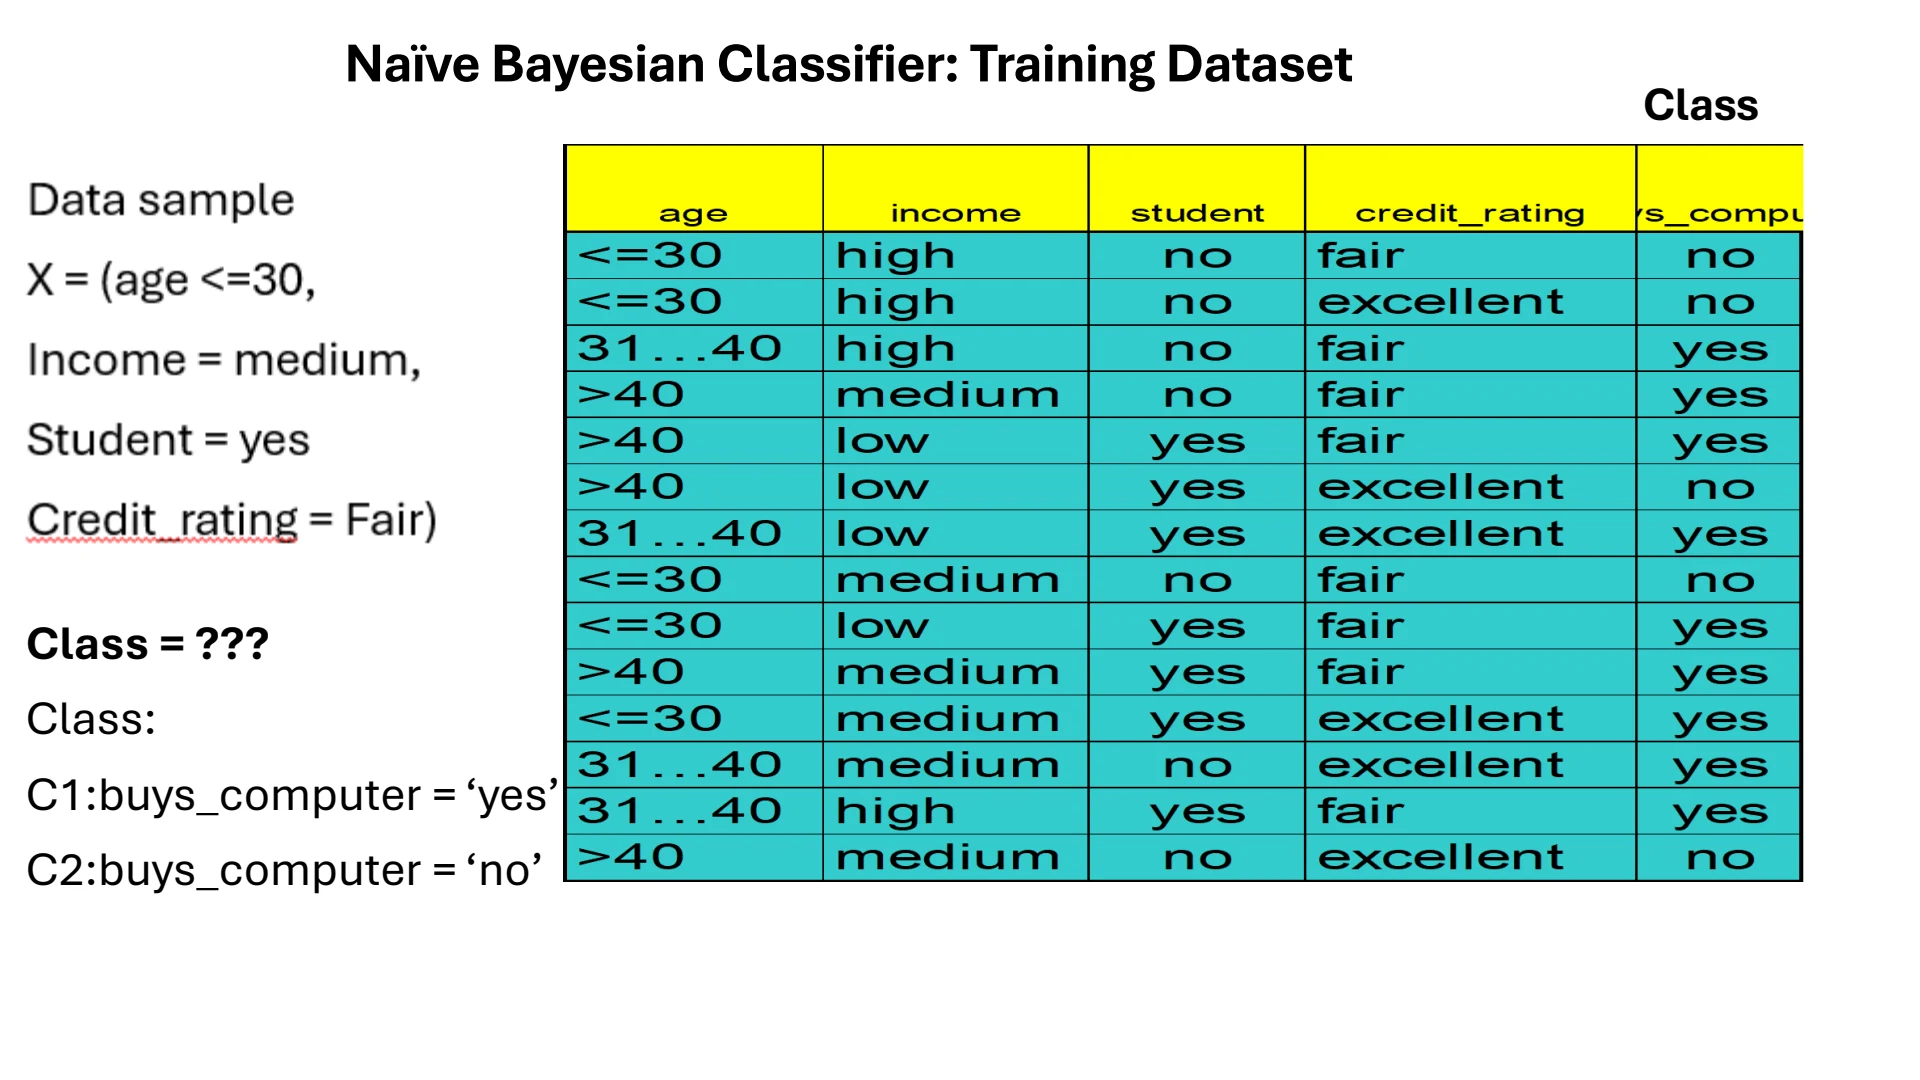 Naïve Bayesian Classifier: Training Dataset
Class
Data sample
X = (age <=30,
Income = medium,
Student = yes
Credit_rating = Fair)
Class = ???
Class:
C1:buys_computer = ‘yes’
C2:buys_computer = ‘no’
age income student credit_rating ys_compu
<=30 high no fair no
<=30 high no excellent no
31...40 high no fair yes
>40 medium no fair yes
>40 low yes fair yes
>40 low yes excellent no
31...40 low yes excellent yes
<=30 medium no fair no
<=30 low yes fair yes
>40 medium yes fair yes
<=30 medium yes excellent yes
31...40 medium no excellent yes
31...40 high yes fair yes
>40 medium no excellent no